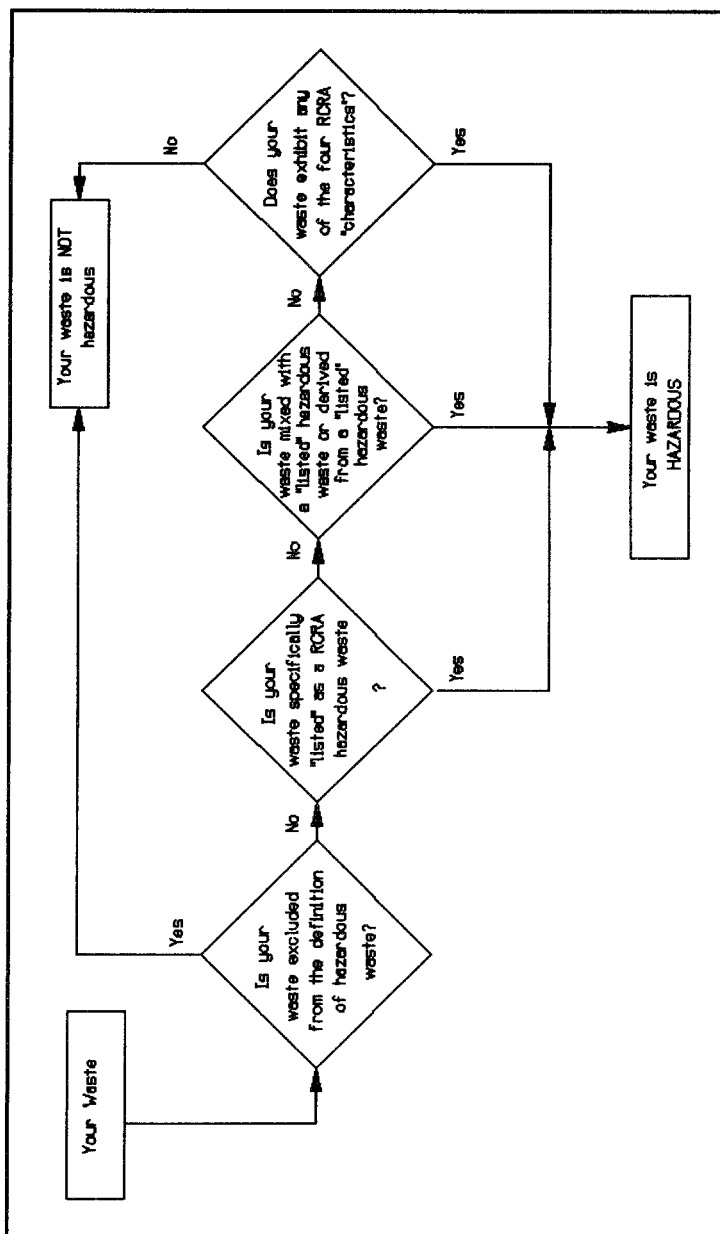 Your Waste
Is your
waste excluded
from the definition
of hazardous
waste?
Yes
No
Is your
waste specifically
"listed" as a RCRA
hazardous waste
?
Yes
No
Is your
waste mixed with
a "listed" hazardous
waste or derived
from a "listed"
hazardous
waste?
Yes
No
Does your
waste exhibit any
of the four RCRA
"characteristics"?
No
Yes
Your waste is NOT
hazardous
Your waste is
HAZARDOUS